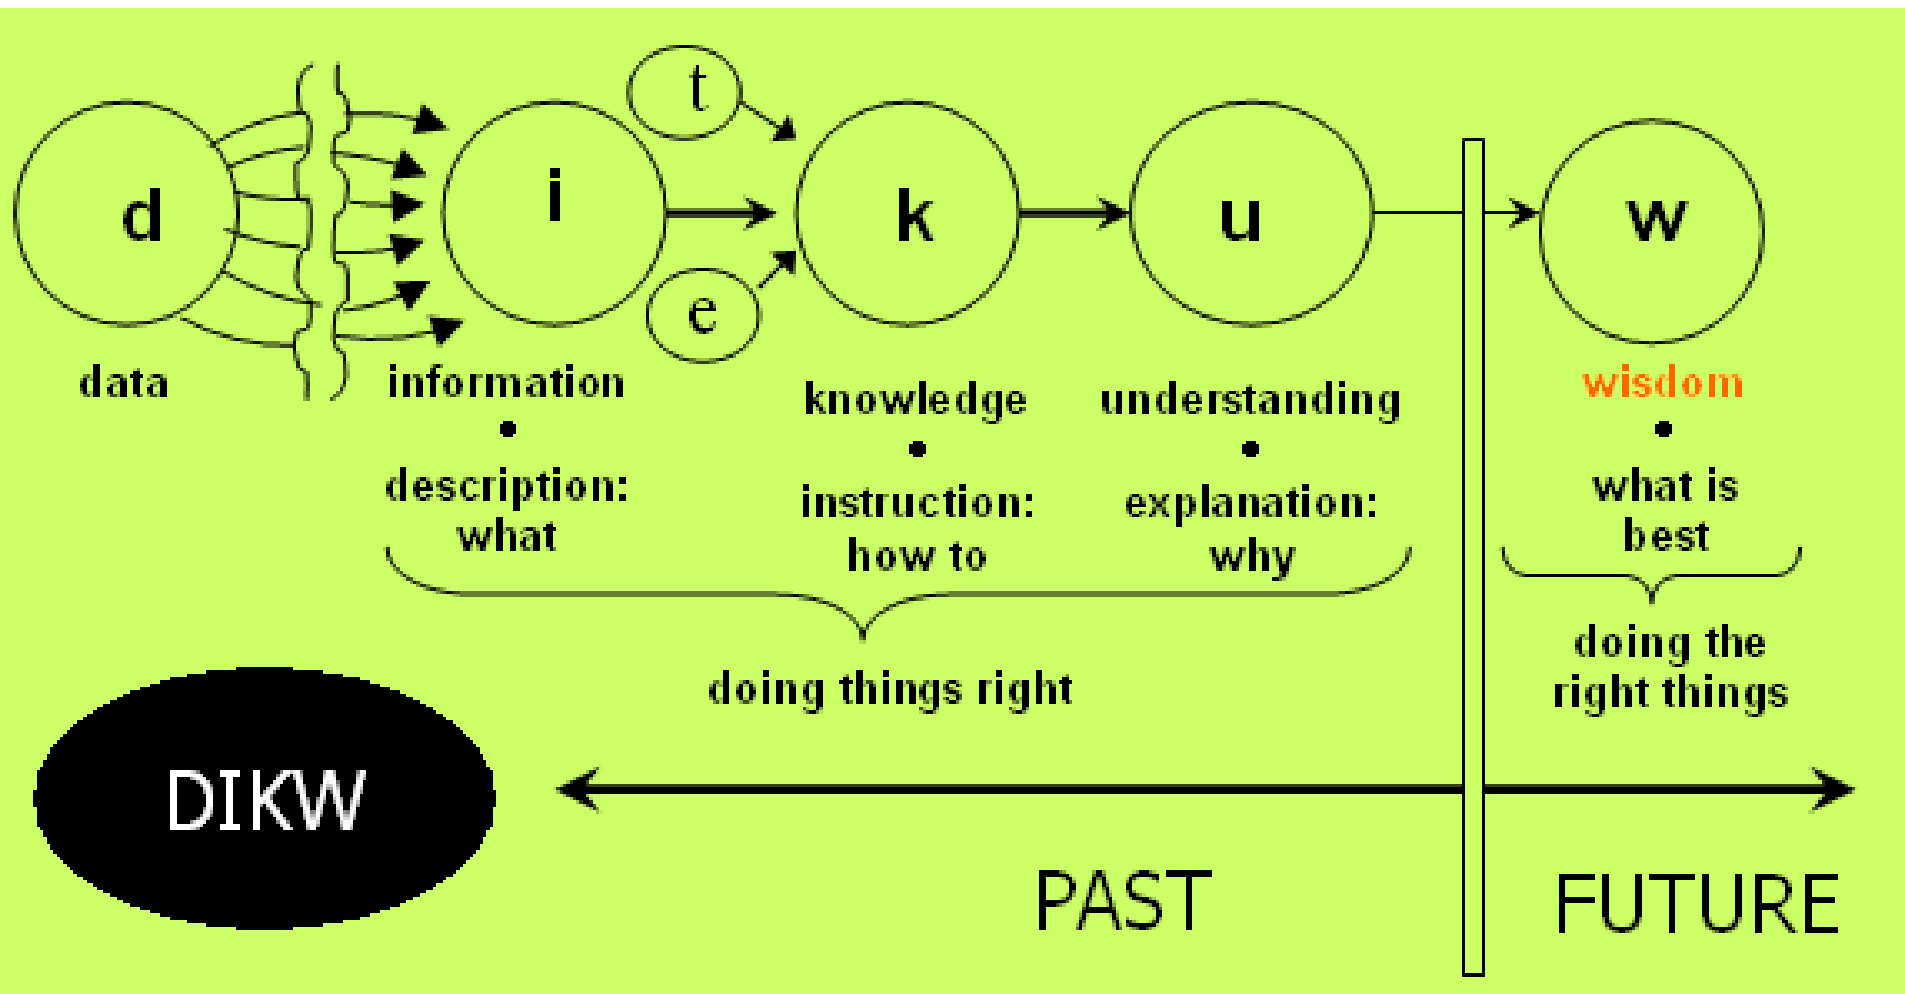 d
i
t
e
k
u
w
data
information
description:
what
knowledge
instruction:
how to
understanding
explanation:
why
wisdom
what is
best
doing things right
doing the
right things
DIKW
PAST
FUTURE